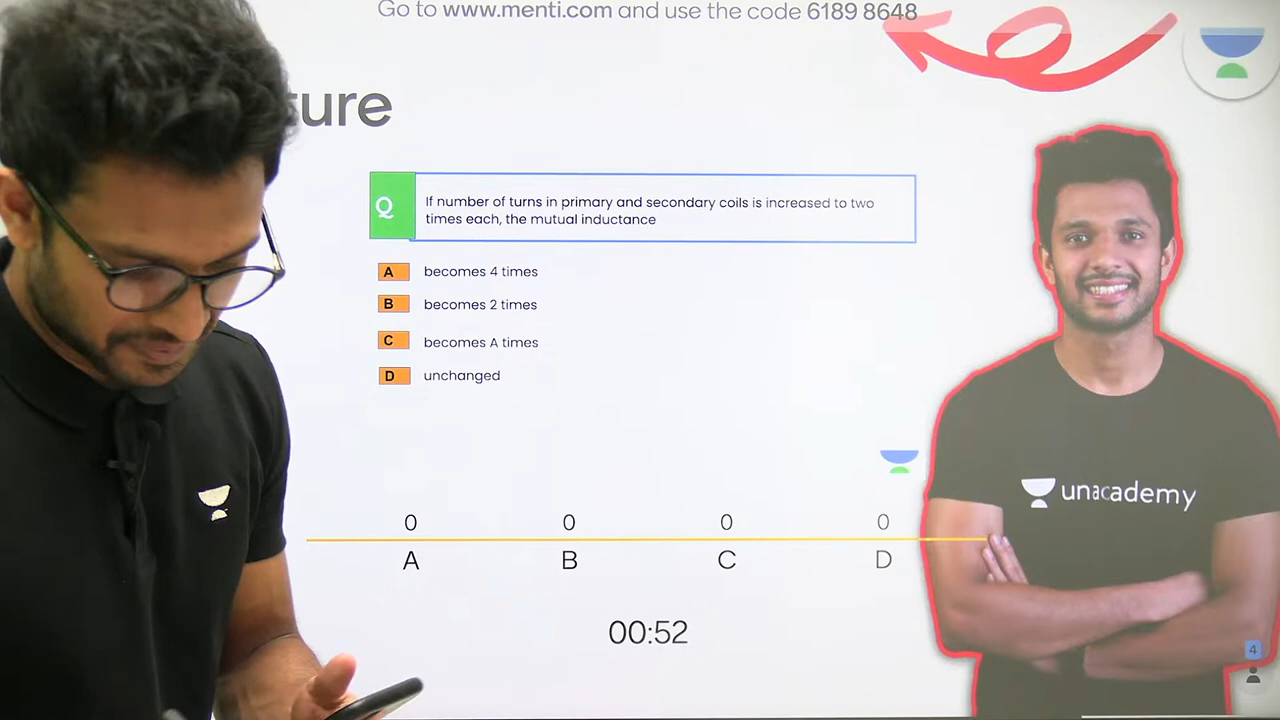 Go to www.menti.com and use the code 6189 8648
ture
Q
If number of turns in primary and secondary coils is increased to two
times each, the mutual inductance
A becomes 4 times
B becomes 2 times
C becomes A times
D unchanged
unacademy
0 0 0 0
A B C D
00:52
4